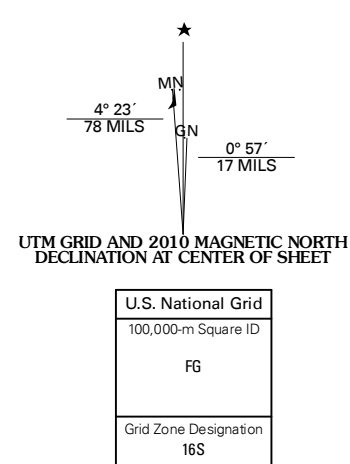 MN
4° 23´
78 MILS
GN
0° 57´
17 MILS
UTM GRID AND 2010 MAGNETIC NORTH
DECLINATION AT CENTER OF SHEET
U.S. National Grid
100,000-m Square ID
FG
Grid Zone Designation
16S